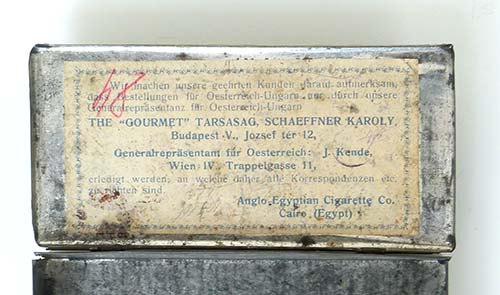 Wir machen unsere geehrten Kunden darauf aufmerksam,
dass Bestellungen für Oesterreich-Ungarn nur durch unsere
Generalrepräsentanz für Oesterreich-Ungarn
THE "GOURMET" TARSASAG, SCHAEFFNER KAROLY,
Budapest V., Jozsef tér 12,
Generalrepräsentant für Oesterreich: J. Kende,
Wien IV., Trappelgasse 11,
erledigt werden, an welche daher alle Korrespondenzen etc.
zu richten sind.
Anglo Egyptian Cigarette Co.
Cairo (Egypt)